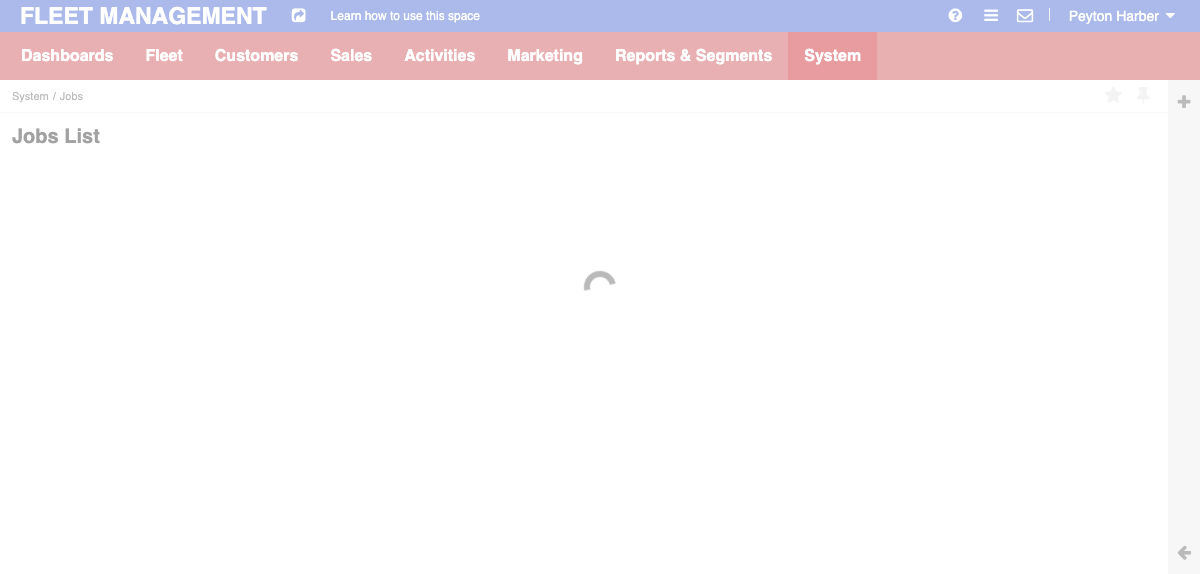 FLEET MANAGEMENT Learn how to use this space Peyton Harber
Dashboards Fleet Customers Sales Activities Marketing Reports & Segments System
System / Jobs
Jobs List